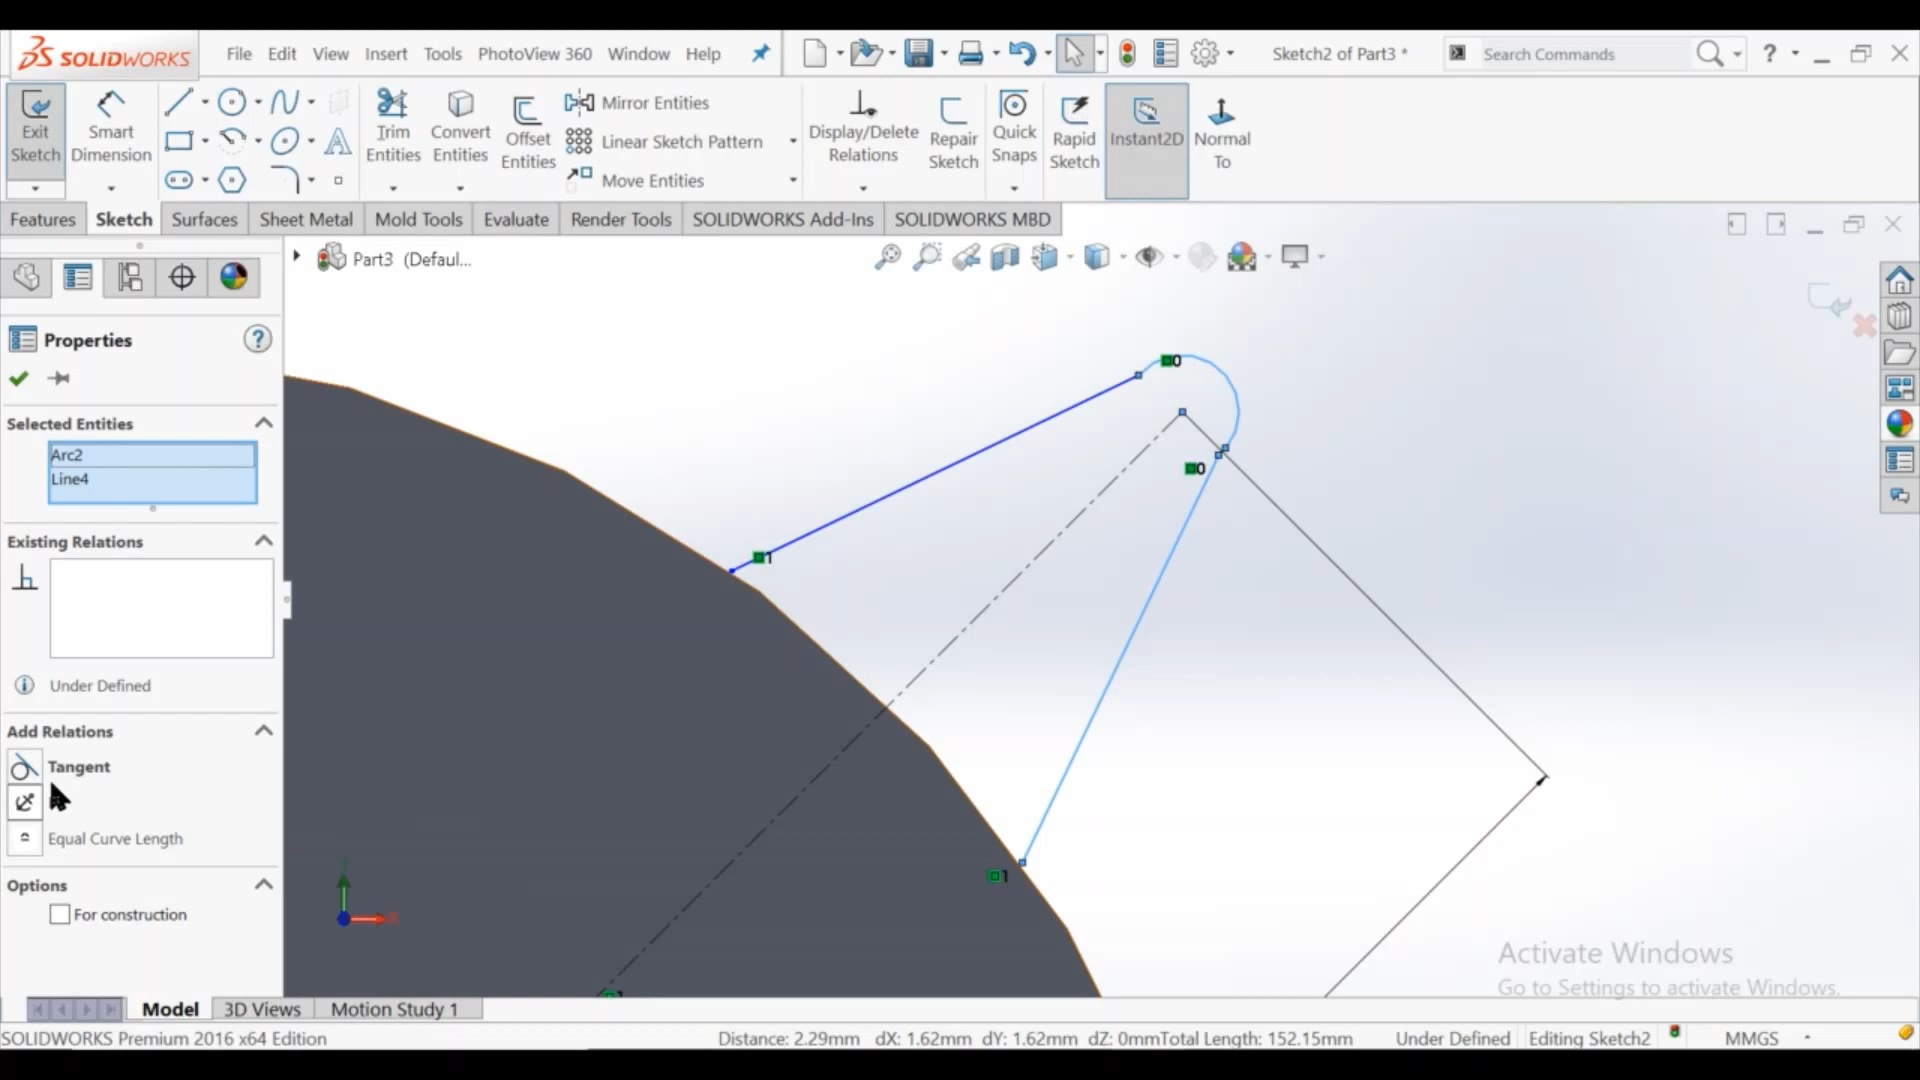 SOLIDWORKS
File Edit View Insert Tools PhotoView 360 Window Help
Sketch2 of Part3 *
Search Commands
?
Exit Sketch
Smart Dimension
Trim Entities
Convert Entities
Offset Entities
Mirror Entities
Linear Sketch Pattern
Move Entities
Display/Delete Relations
Repair Sketch
Quick Snaps
Rapid Sketch
Instant2D
Normal To
Features Sketch Surfaces Sheet Metal Mold Tools Evaluate Render Tools SOLIDWORKS Add-Ins SOLIDWORKS MBD
Part3 (Defaul...
Properties
?
Selected Entities
Arc2
Line4
Existing Relations
Under Defined
Add Relations
Tangent
Equal Curve Length
Options
For construction
0
0
1
1
1
Activate Windows
Go to Settings to activate Windows.
Model 3D Views Motion Study 1
SOLIDWORKS Premium 2016 x64 Edition
Distance: 2.29mm dX: 1.62mm dY: 1.62mm dZ: 0mmTotal Length: 152.15mm Under Defined Editing Sketch2 MMGS